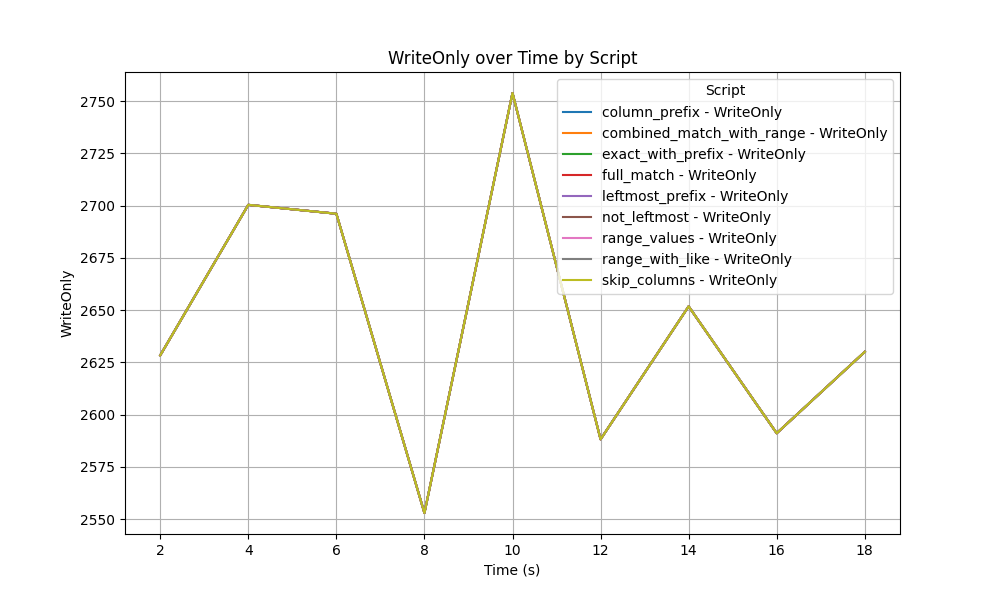 WriteOnly over Time by Script
Script
column_prefix - WriteOnly
combined_match_with_range - WriteOnly
exact_with_prefix - WriteOnly
full_match - WriteOnly
leftmost_prefix - WriteOnly
not_leftmost - WriteOnly
range_values - WriteOnly
range_with_like - WriteOnly
skip_columns - WriteOnly
WriteOnly
2750
2725
2700
2675
2650
2625
2600
2575
2550
2 4 6 8 10 12 14 16 18
Time (s)